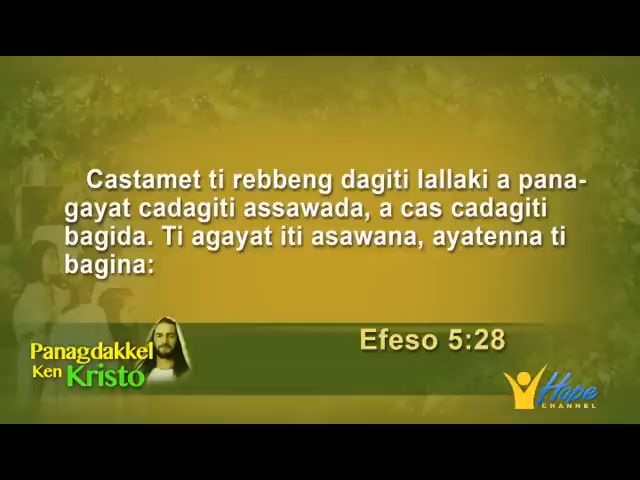 Castamet ti rebbeng dagiti lallaki a pana-
gayat cadagiti assawada, a cas cadagiti
bagida. Ti agayat iti asawana, ayatenna ti
bagina:
Efeso 5:28
Panagdakkel
Ken Kristo
Hope
CHANNEL